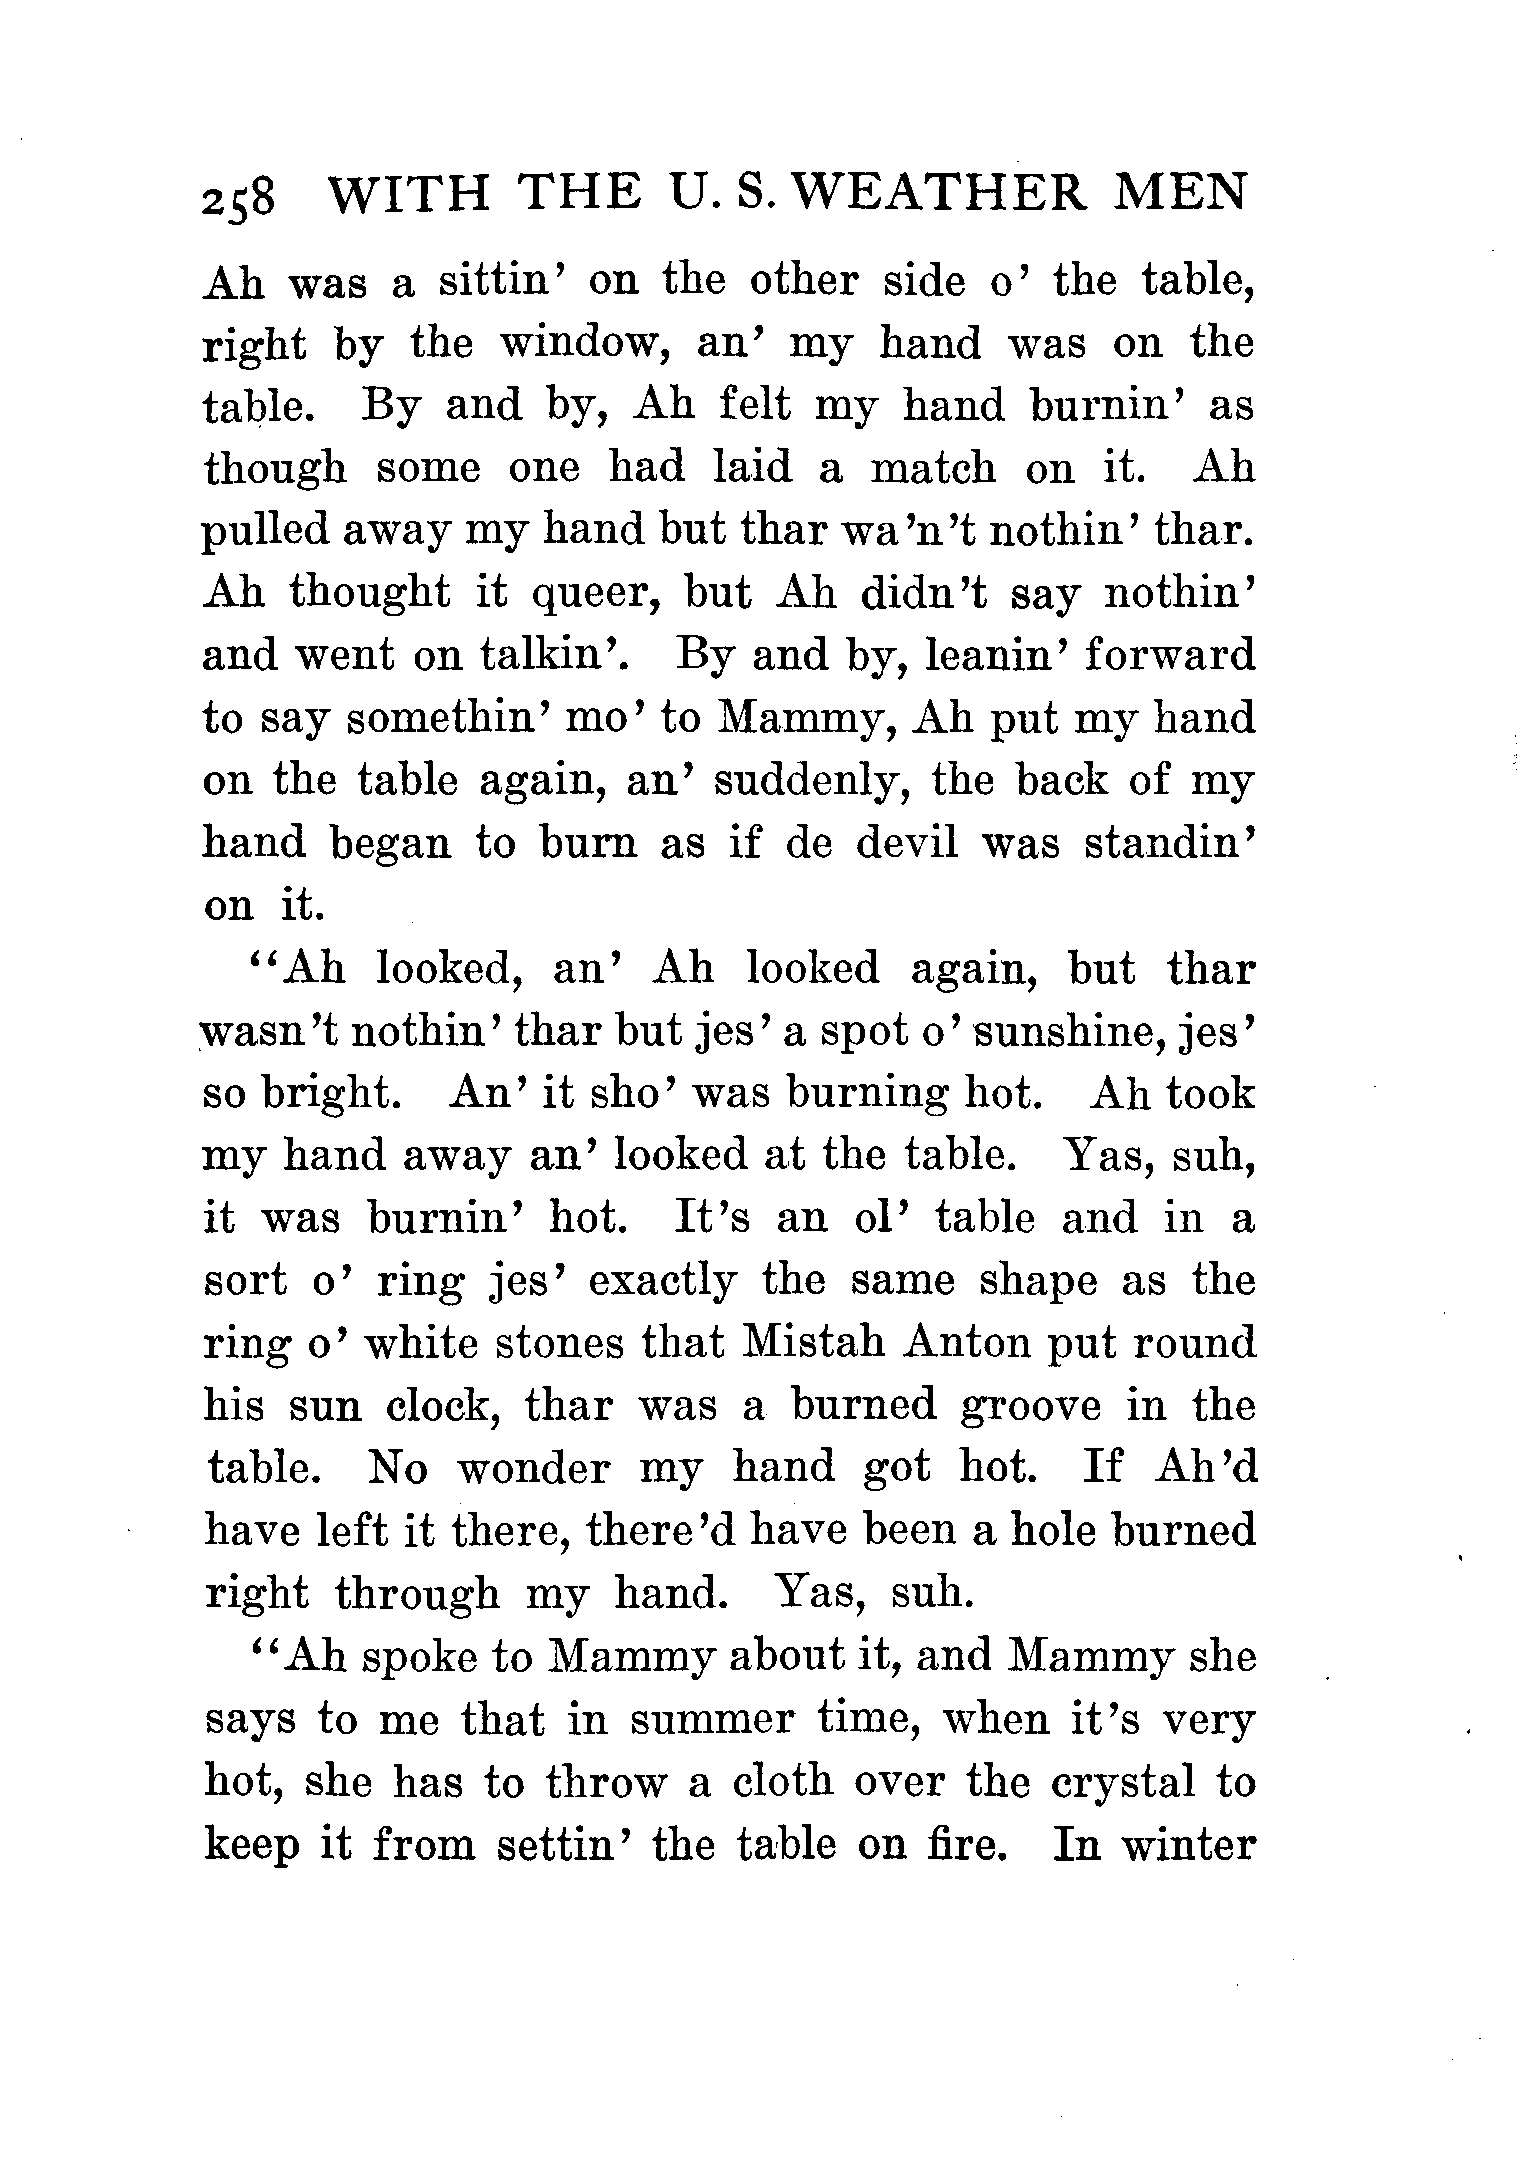 258 WITH THE U. S. WEATHER MEN
Ah was a sittin' on the other side o' the table,
right by the window, an' my hand was on the
table. By and by, Ah felt my hand burnin' as
though some one had laid a match on it. Ah
pulled away my hand but thar wa'n't nothin' thar.
Ah thought it queer, but Ah didn't say nothin'
and went on talkin'. By and by, leanin' forward
to say somethin' mo' to Mammy, Ah put my hand
on the table again, an' suddenly, the back of my
hand began to burn as if de devil was standin'
on it.
"Ah looked, an' Ah looked again, but thar
wasn't nothin' thar but jes' a spot o' sunshine, jes'
so bright. An' it sho' was burning hot. Ah took
my hand away an' looked at the table. Yas, suh,
it was burnin' hot. It's an ol' table and in a
sort o' ring jes' exactly the same shape as the
ring o' white stones that Mistah Anton put round
his sun clock, thar was a burned groove in the
table. No wonder my hand got hot. If Ah'd
have left it there, there'd have been a hole burned
right through my hand. Yas, suh.
"Ah spoke to Mammy about it, and Mammy she
says to me that in summer time, when it's very
hot, she has to throw a cloth over the crystal to
keep it from settin' the table on fire. In winter